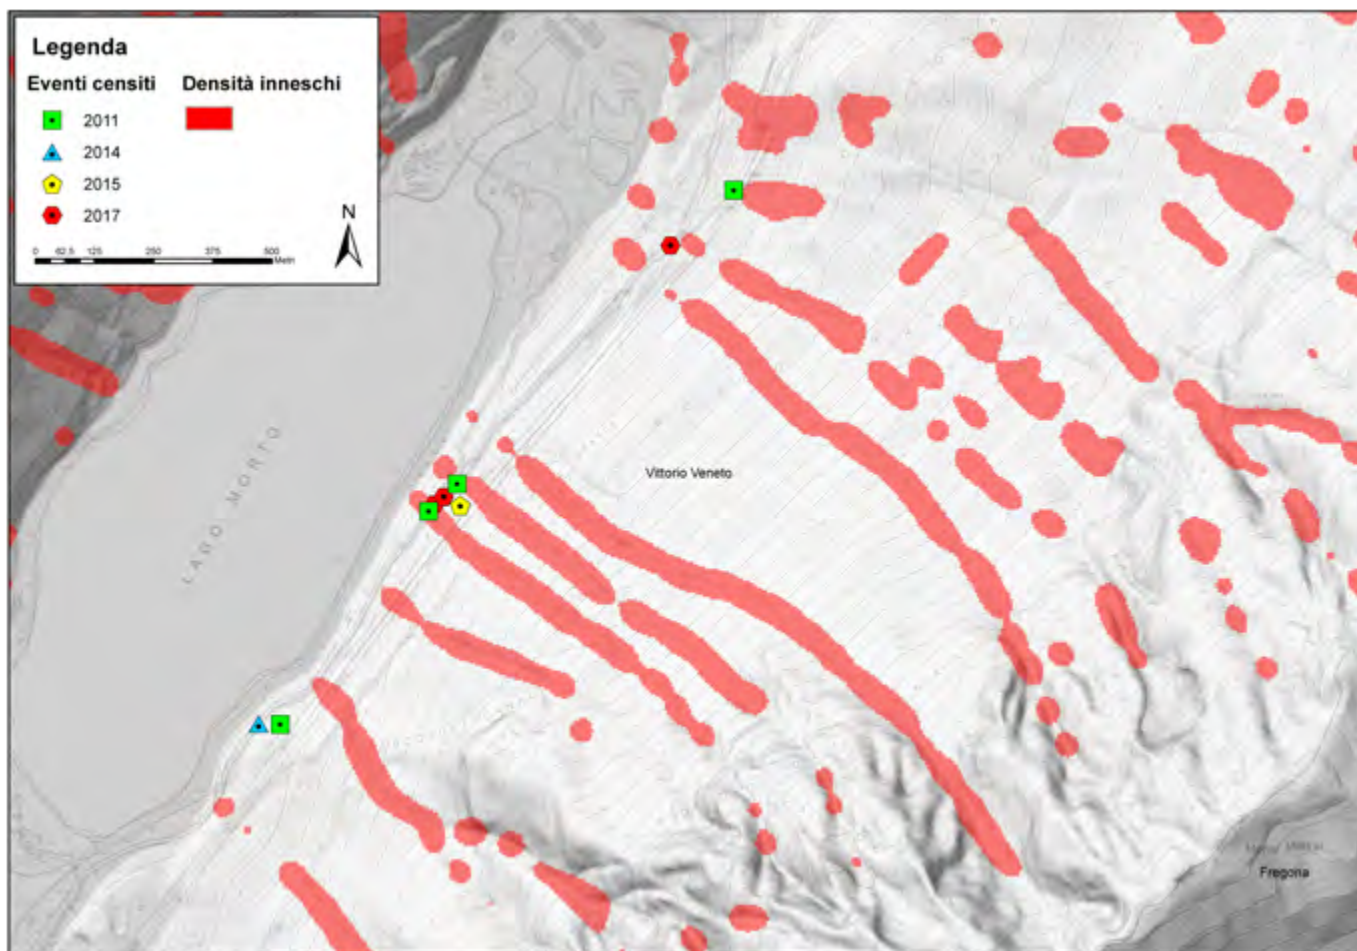 Legenda
Eventi censiti
Densità inneschi
2011
2014
2015
2017
N
0 62.5 125 250 375 500
Metri
Vittorio Veneto
LAGO MORTO
Fregona